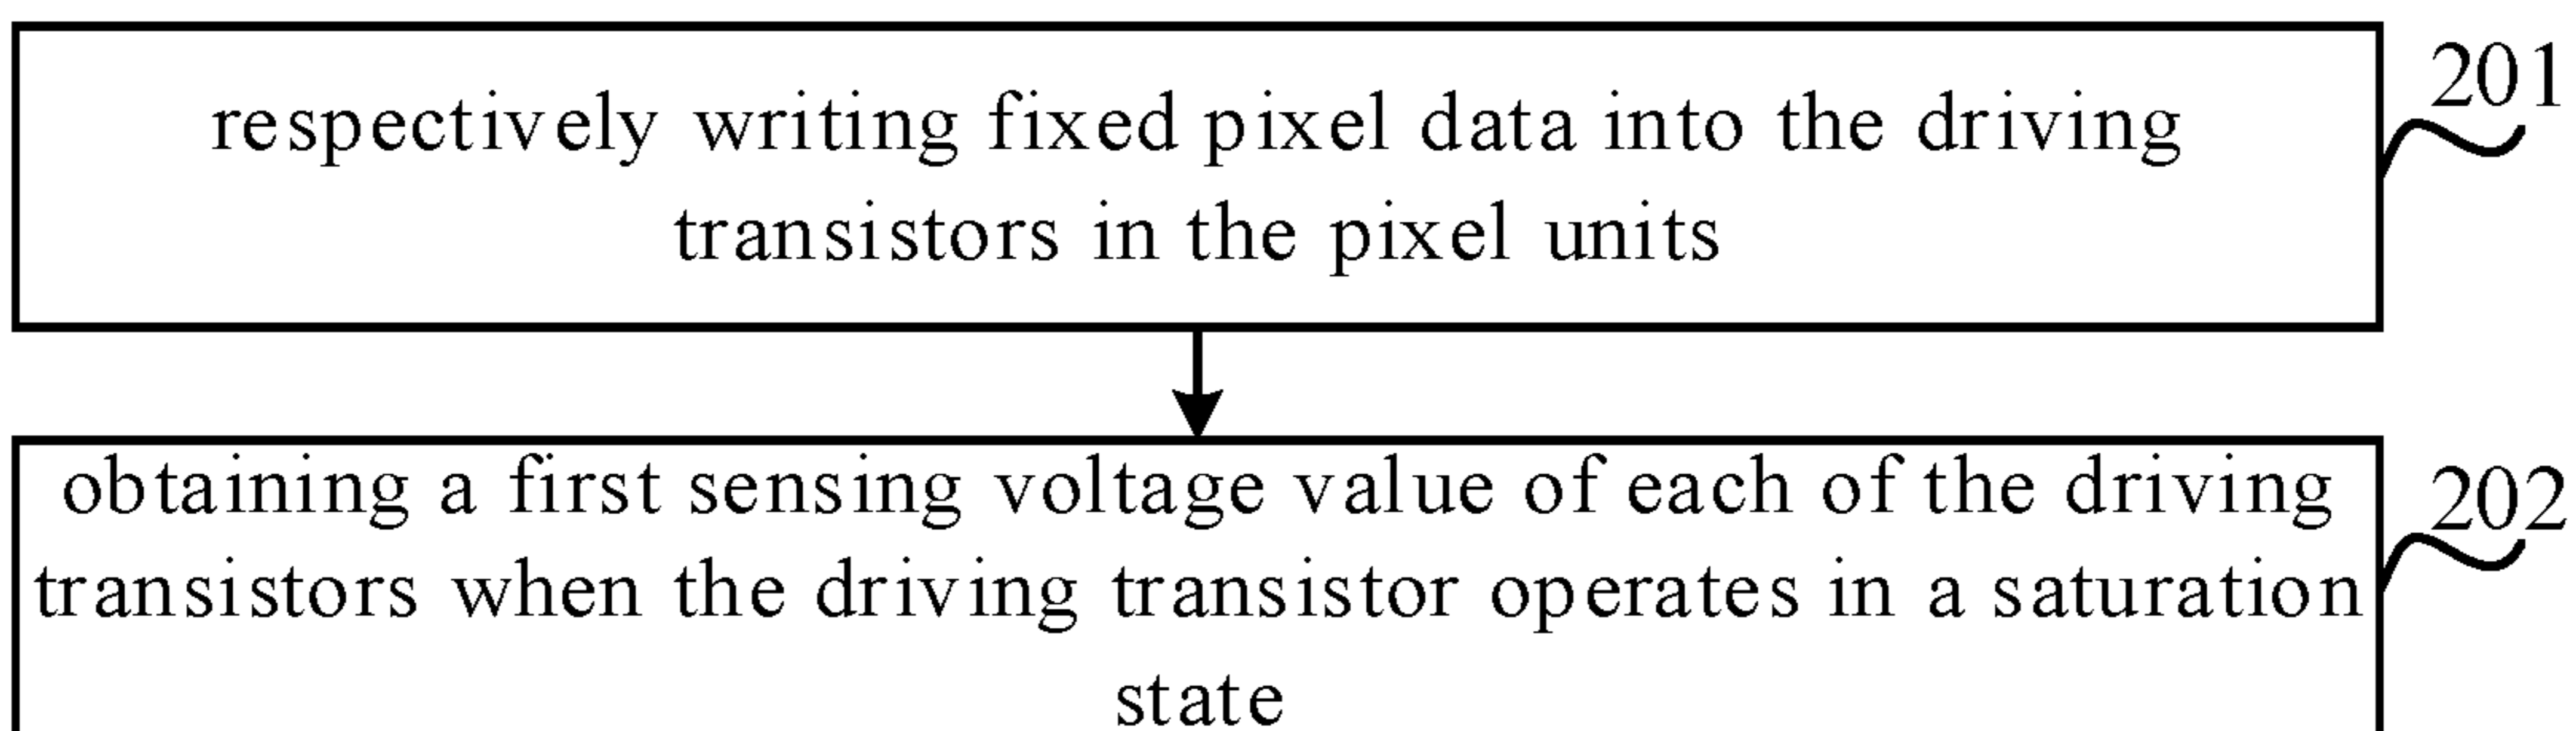 201
respectively writing fixed pixel data into the driving
transistors in the pixel units
202
obtaining a first sensing voltage value of each of the driving
transistors when the driving transistor operates in a saturation
state